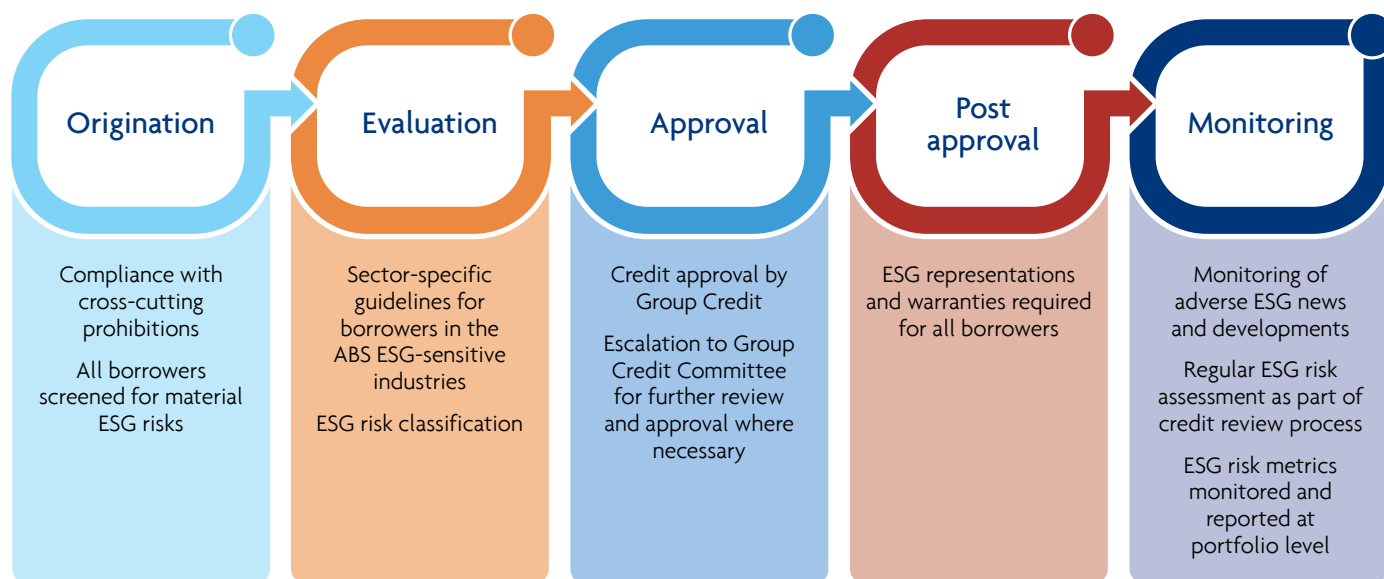 Origination
Compliance with
cross-cutting
prohibitions
All borrowers
screened for material
ESG risks
Evaluation
Sector-specific
guidelines for
borrowers in the
ABS ESG-sensitive
industries
ESG risk classification
Approval
Credit approval by
Group Credit
Escalation to Group
Credit Committee
for further review
and approval where
necessary
Post
approval
ESG representations
and warranties required
for all borrowers
Monitoring
Monitoring of
adverse ESG news
and developments
Regular ESG risk
assessment as part of
credit review process
ESG risk metrics
monitored and
reported at
portfolio level